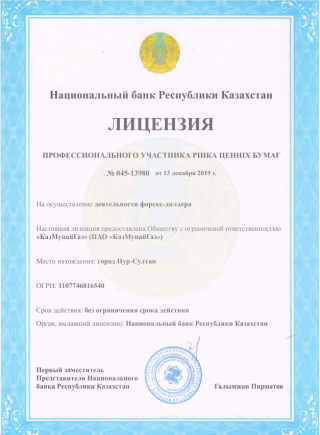 Национальный банк Республики Казахстан
ЛИЦЕНЗИЯ
ПРОФЕССИОНАЛЬНОГО УЧАСТНИКА РІНКА ЦЕННІХ БУМАГ
№ 045-13980 от 13 декабря 2019 г.
На осуществление деятельности форекс-диллера
Настоящая лицензия предоставлена Обществу с ограниченой ответственностью
«КазМунайГаз» (ПАО «КазМунайГаз»)
Место нахождения: город Нур-Султан
ОГРН: 1107746816540
Срок действия: без ограничения срока действия
Орган, выдавший лицензию: Национальный банк Республики Казахстан
Первый заместитель
Председателя Национального
банка Республики Казахстан
Галымжан Пирматов